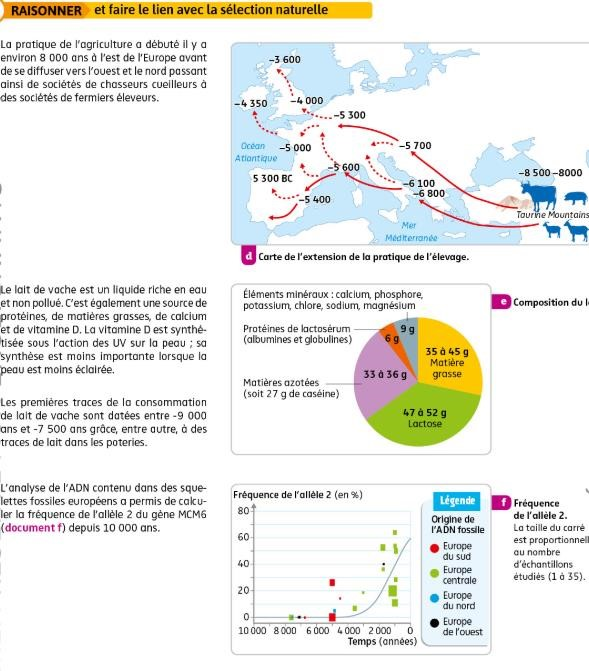 RAISONNER et faire le lien avec la sélection naturelle
La pratique de l'agriculture a débuté il y a
environ 8 000 ans à l'est de l'Europe avant
de se diffuser vers l'ouest et le nord passant
ainsi de sociétés de chasseurs cueilleurs à
des sociétés de fermiers éleveurs.
–3 600
–4 350
–4 000
–5 300
Océan
Atlantique
–5 000
–5 700
–5 600
5 300 BC
–5 400
–6 100
–6 800
–8 500 –8000
Taurine Mountains
Mer
Méditerranée
d Carte de l'extension de la pratique de l'élevage.
Le lait de vache est un liquide riche en eau
et non pollué. C'est également une source de
protéines, de matières grasses, de calcium
et de vitamine D. La vitamine D est synthé-
tisée sous l'action des UV sur la peau ; sa
synthèse est moins importante lorsque la
peau est moins éclairée.
Les premières traces de la consommation
de lait de vache sont datées entre -9 000
ans et -7 500 ans grâce, entre autre, à des
traces de lait dans les poteries.
Éléments minéraux : calcium, phosphore,
potassium, chlore, sodium, magnésium
Protéines de lactosérum
(albumines et globulines)
Matières azotées
(soit 27 g de caséine)
9 g
6 g
35 à 45 g
Matière
grasse
33 à 36 g
47 à 52 g
Lactose
e Composition du
L'analyse de l'ADN contenu dans des sque-
lettes fossiles européens a permis de calcu-
ler la fréquence de l'allèle 2 du gène MCM6
(document f) depuis 10 000 ans.
Fréquence de l'allèle 2 (en %)
80
60
40
20
0
10 000 8 000 6 000 4 000 2 000 0
Temps (années)
Légende
Origine de
l'ADN fossile
Europe
du sud
Europe
centrale
Europe
du nord
Europe
de l'ouest
f Fréquence
de l'allèle 2.
La taille du carré
est proportionnell
au nombre
d'échantillons
étudiés (1 à 35).